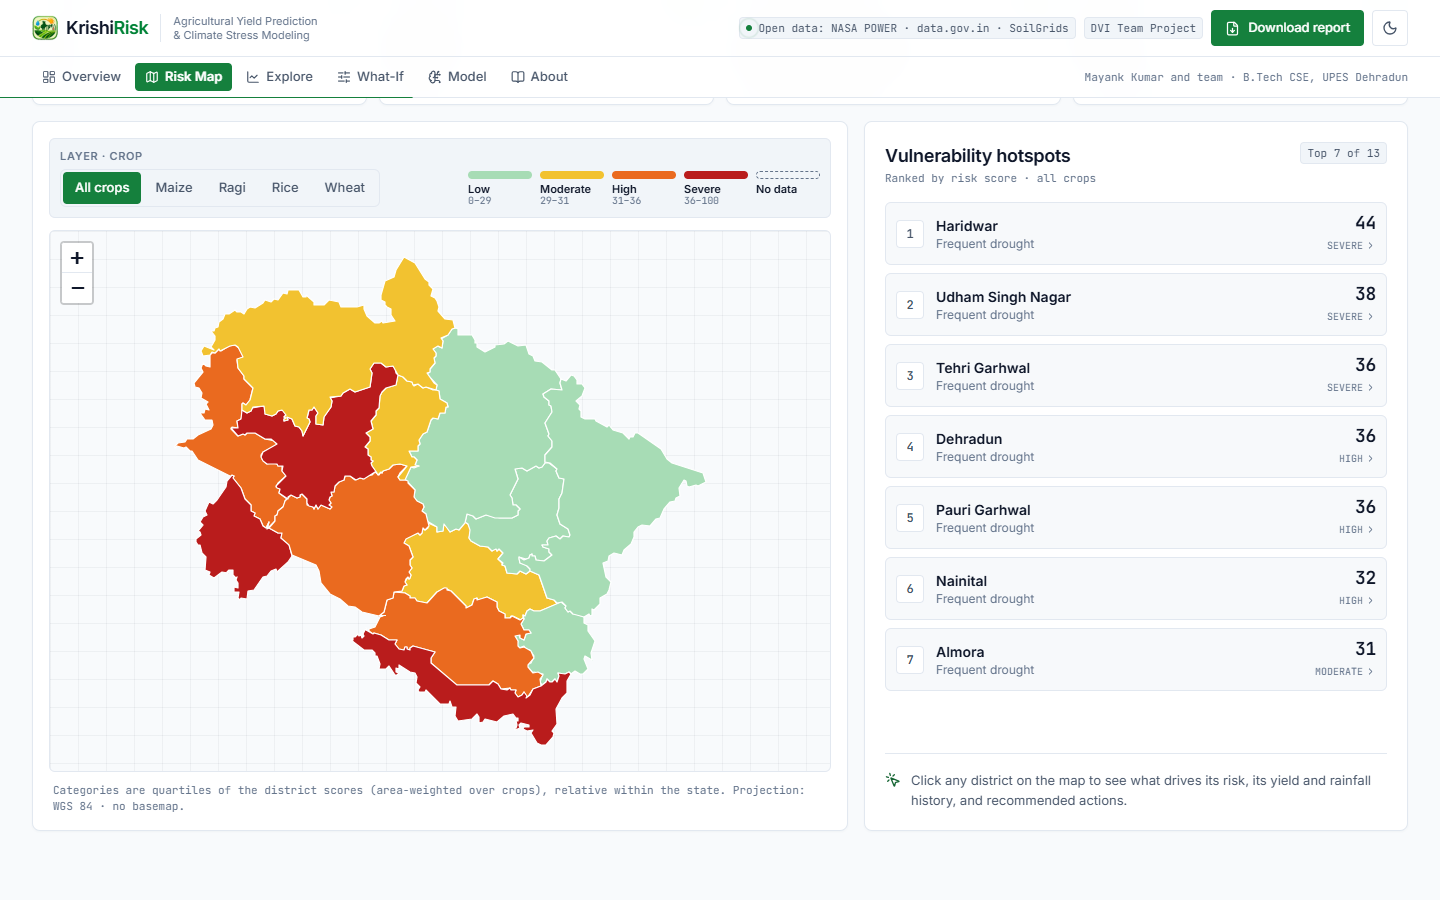 KrishiRisk
Agricultural Yield Prediction
& Climate Stress Modeling
Open data: NASA POWER · data.gov.in · SoilGrids
DVI Team Project
Download report
Overview
Risk Map
Explore
What-If
Model
About
Mayank Kumar and team · B.Tech CSE, UPES Dehradun
LAYER · CROP
All crops
Maize
Ragi
Rice
Wheat
Low
0–29
Moderate
29–31
High
31–36
Severe
36–100
No data
+
−
Categories are quartiles of the district scores (area-weighted over crops), relative within the state. Projection:
WGS 84 · no basemap.
Vulnerability hotspots
Top 7 of 13
Ranked by risk score · all crops
1
Haridwar
Frequent drought
44
SEVERE ›
2
Udham Singh Nagar
Frequent drought
38
SEVERE ›
3
Tehri Garhwal
Frequent drought
36
SEVERE ›
4
Dehradun
Frequent drought
36
HIGH ›
5
Pauri Garhwal
Frequent drought
36
HIGH ›
6
Nainital
Frequent drought
32
HIGH ›
7
Almora
Frequent drought
31
MODERATE ›
Click any district on the map to see what drives its risk, its yield and rainfall
history, and recommended actions.